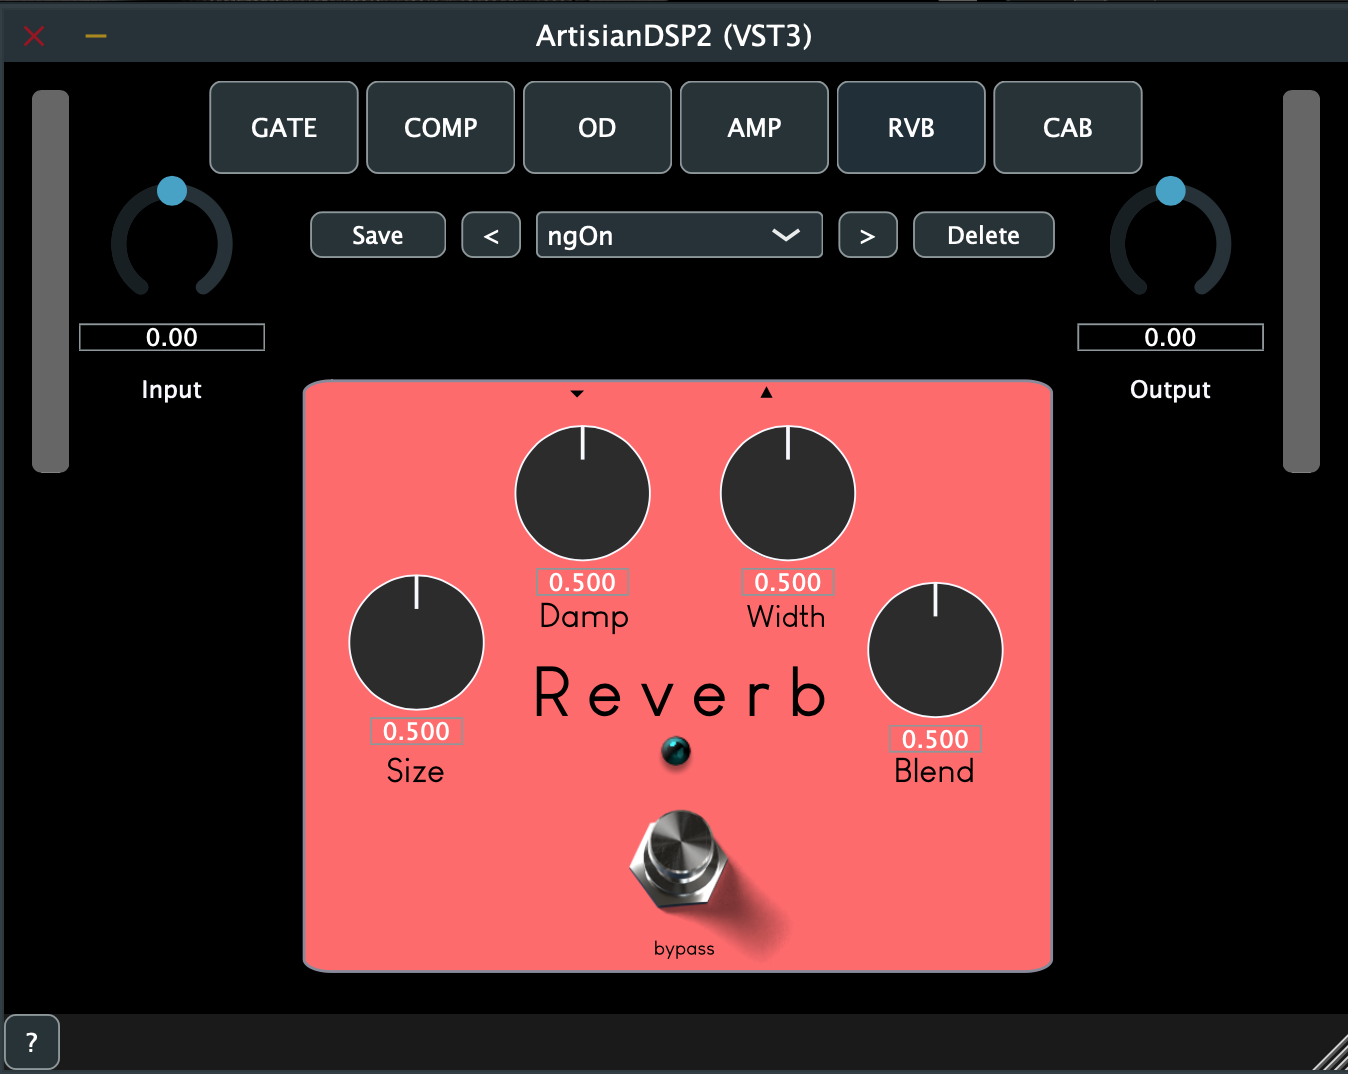 ArtisianDSP2 (VST3)
GATE COMP OD AMP RVB CAB
Save < ngOn > Delete
0.00 0.00
Input Output
0.500 0.500
Damp Width
Reverb
0.500 0.500
Size Blend
bypass
?